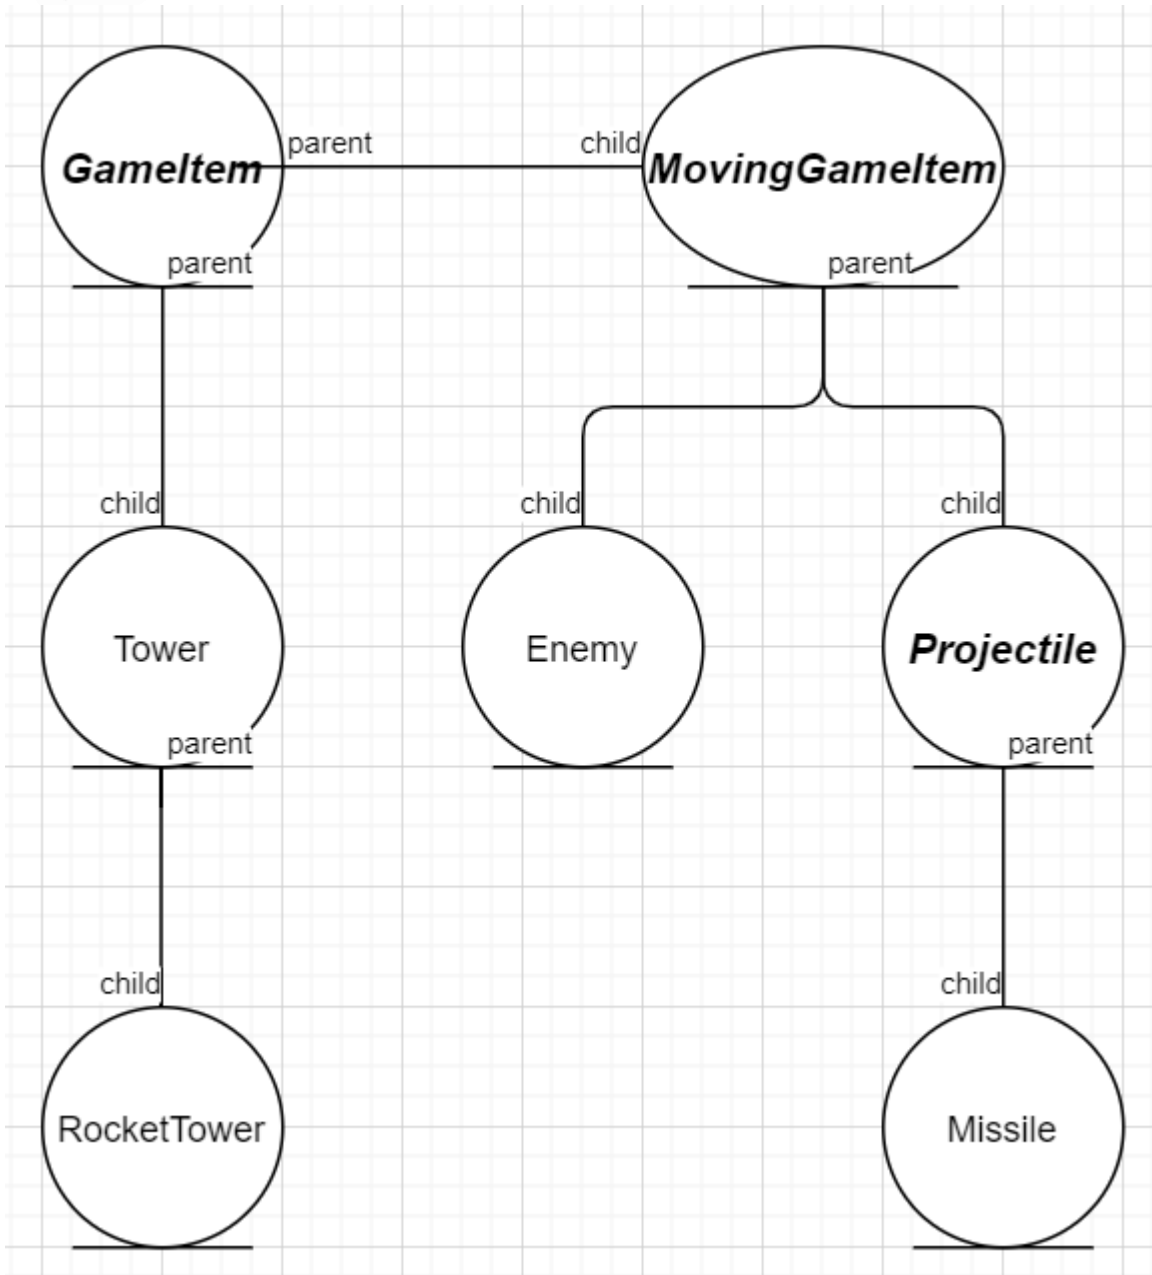 parent
child
GameItem
MovingGameItem
parent
parent
child
child
child
Tower
Enemy
Projectile
parent
parent
child
child
RocketTower
Missile